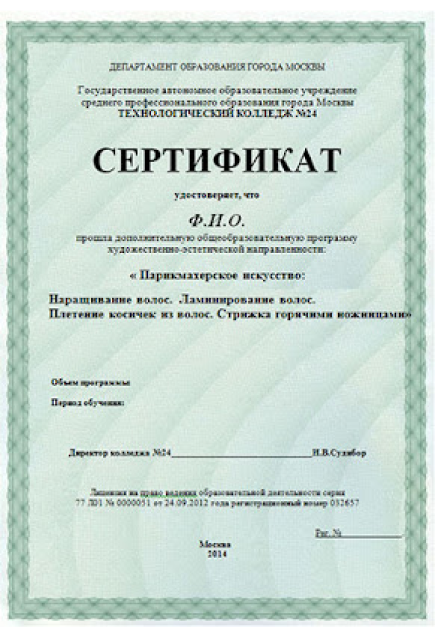 ДЕПАРТАМЕНТ ОБРАЗОВАНИЯ ГОРОДА МОСКВЫ
Государственное автономное образовательное учреждение
среднего профессионального образования города Москвы
ТЕХНОЛОГИЧЕСКИЙ КОЛЛЕДЖ №24
СЕРТИФИКАТ
удостоверяет, что
Ф.И.О.
прошла дополнительную общеобразовательную программу
художественно-эстетической направленности:
« Парикмахерское искусство:
Наращивание волос. Ламинирование волос.
Плетение косичек из волос. Стрижка горячими ножницами»
Объем программы
Период обучения:
Директор колледжа №24____________________И.В.Судибор
Лицензия на право ведения образовательной деятельности серия
77 Л01 № 0000051 от 24.09.2012 года регистрационный номер 032657
Рег. №____________
Москва
2014